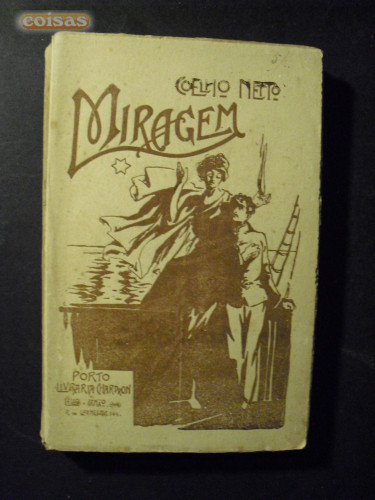 coisas
COELHO NETTO
MIRAGEM
PORTO
LIVRARIA CHARDRON